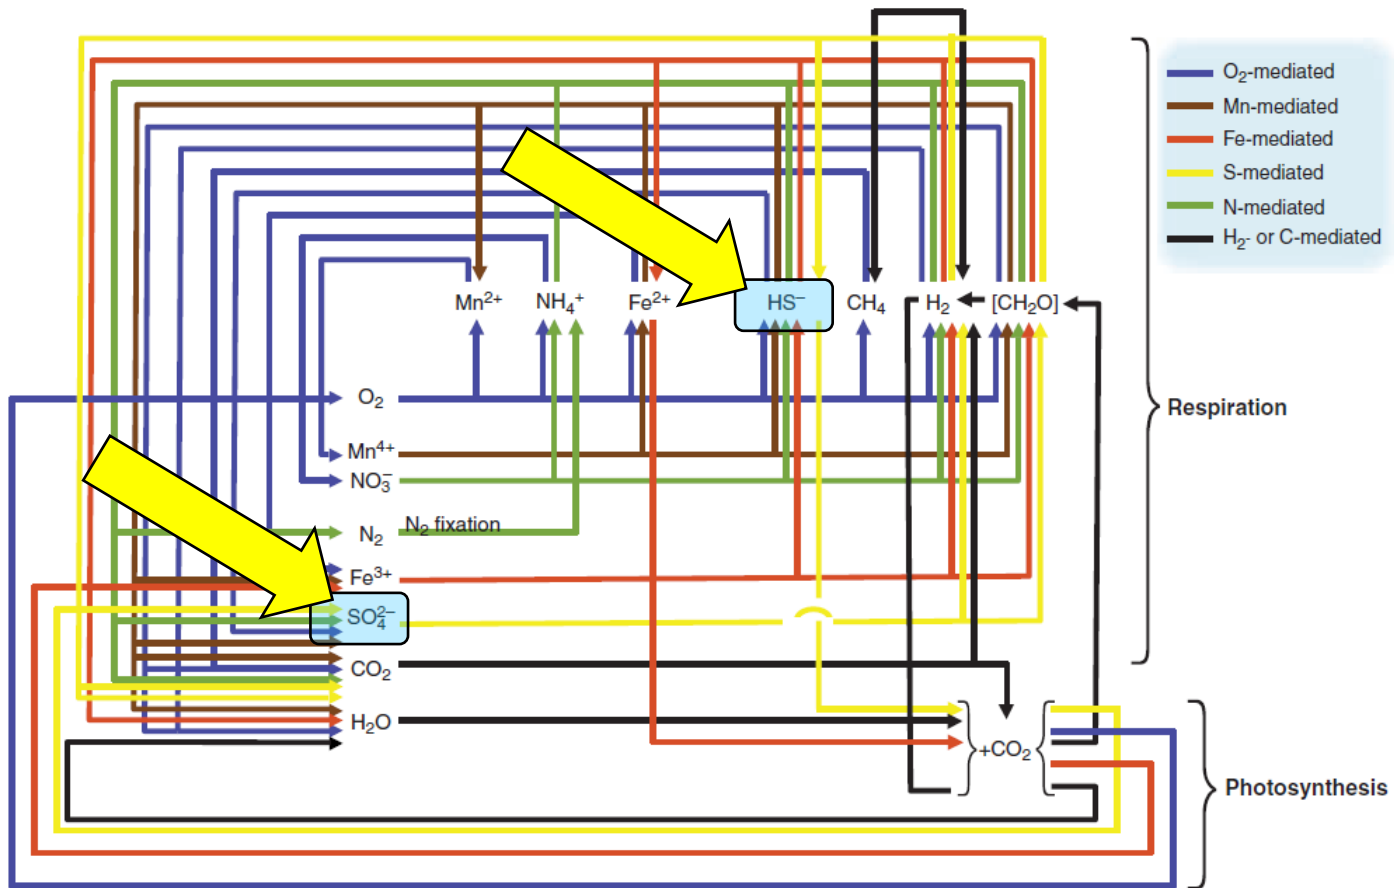 O₂-mediated
Mn-mediated
Fe-mediated
S-mediated
N-mediated
H₂- or C-mediated
Mn²⁺ NH₄⁺ Fe²⁺ HS⁻ CH₄ H₂ [CH₂O]
O₂
Respiration
Mn⁴⁺
NO₃⁻
N₂ N₂ fixation
Fe³⁺
SO₄²⁻
CO₂
H₂O
+CO₂
Photosynthesis